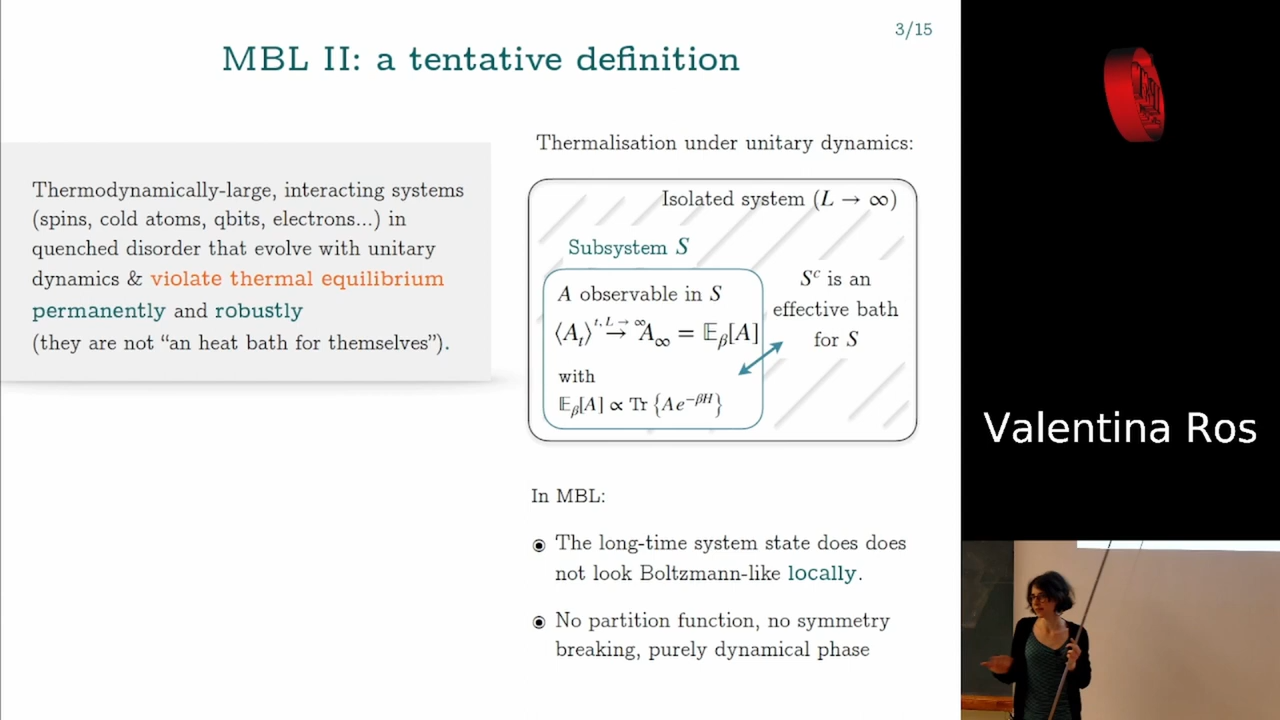 3/15
MBL II: a tentative definition
Thermodynamically-large, interacting systems
(spins, cold atoms, qbits, electrons...) in
quenched disorder that evolve with unitary
dynamics & violate thermal equilibrium
permanently and robustly
(they are not “an heat bath for themselves”).
Thermalisation under unitary dynamics:
Isolated system (L → ∞)
Subsystem S
A observable in S
⟨A_t⟩ →^{t, L → ∞} A_∞ = 𝔼_β[A]
with
𝔼_β[A] ∝ Tr {Ae^{−βH}}
S^c is an
effective bath
for S
In MBL:
◉ The long-time system state does does
not look Boltzmann-like locally.
◉ No partition function, no symmetry
breaking, purely dynamical phase
Valentina Ros